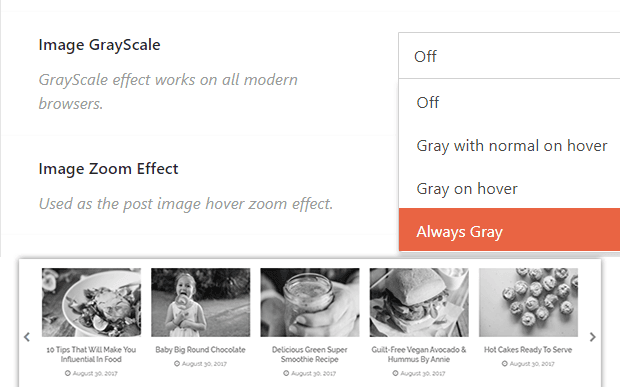 Image GrayScale
GrayScale effect works on all modern
browsers.
Off
Off
Gray with normal on hover
Gray on hover
Always Gray
Image Zoom Effect
Used as the post image hover zoom effect.
10 Tips That Will Make You
Influential In Food
August 30, 2017
Baby Big Round Chocolate
August 30, 2017
Delicious Green Super
Smoothie Recipe
August 30, 2017
Guilt-Free Vegan Avocado &
Hummus By Annie
August 30, 2017
Hot Cakes Ready To Serve
August 30, 2017